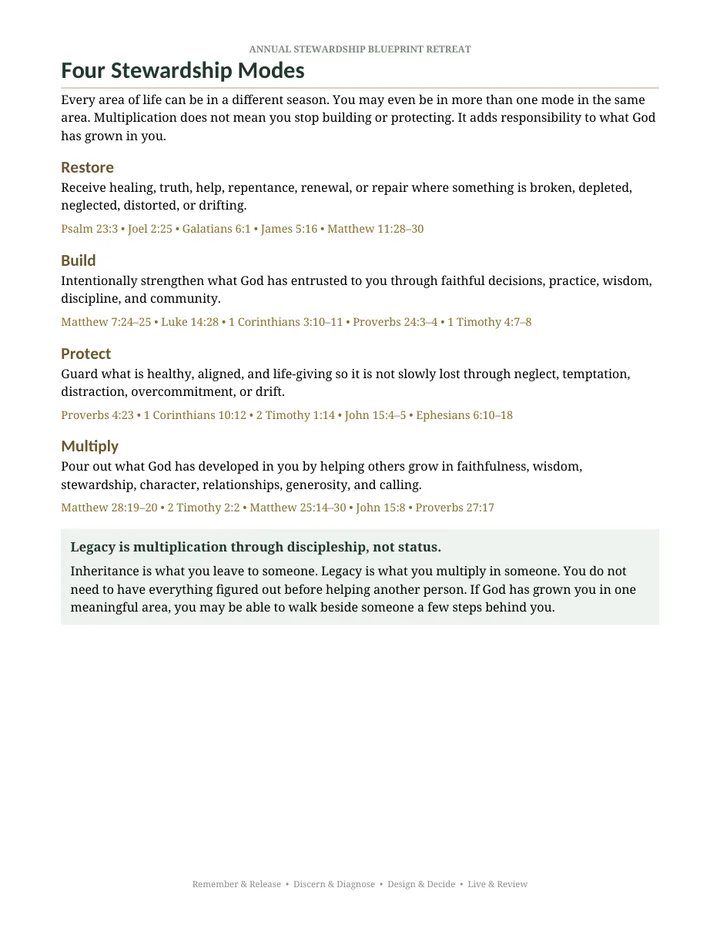 ANNUAL STEWARDSHIP BLUEPRINT RETREAT
Four Stewardship Modes
Every area of life can be in a different season. You may even be in more than one mode in the same
area. Multiplication does not mean you stop building or protecting. It adds responsibility to what God
has grown in you.
Restore
Receive healing, truth, help, repentance, renewal, or repair where something is broken, depleted,
neglected, distorted, or drifting.
Psalm 23:3 • Joel 2:25 • Galatians 6:1 • James 5:16 • Matthew 11:28–30
Build
Intentionally strengthen what God has entrusted to you through faithful decisions, practice, wisdom,
discipline, and community.
Matthew 7:24–25 • Luke 14:28 • 1 Corinthians 3:10–11 • Proverbs 24:3–4 • 1 Timothy 4:7–8
Protect
Guard what is healthy, aligned, and life-giving so it is not slowly lost through neglect, temptation,
distraction, overcommitment, or drift.
Proverbs 4:23 • 1 Corinthians 10:12 • 2 Timothy 1:14 • John 15:4–5 • Ephesians 6:10–18
Multiply
Pour out what God has developed in you by helping others grow in faithfulness, wisdom,
stewardship, character, relationships, generosity, and calling.
Matthew 28:19–20 • 2 Timothy 2:2 • Matthew 25:14–30 • John 15:8 • Proverbs 27:17
Legacy is multiplication through discipleship, not status.
Inheritance is what you leave to someone. Legacy is what you multiply in someone. You do not
need to have everything figured out before helping another person. If God has grown you in one
meaningful area, you may be able to walk beside someone a few steps behind you.
Remember & Release • Discern & Diagnose • Design & Decide • Live & Review